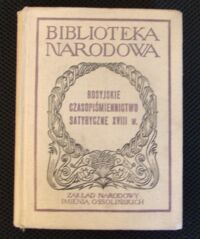 BIBLIOTEKA
NARODOWA
ROSYJSKIE
CZASOPIŚMIENNICTWO
SATYRYCZNE XVIII w.
ZAKŁAD NARODOWY
IMIENIA OSSOLIŃSKICH